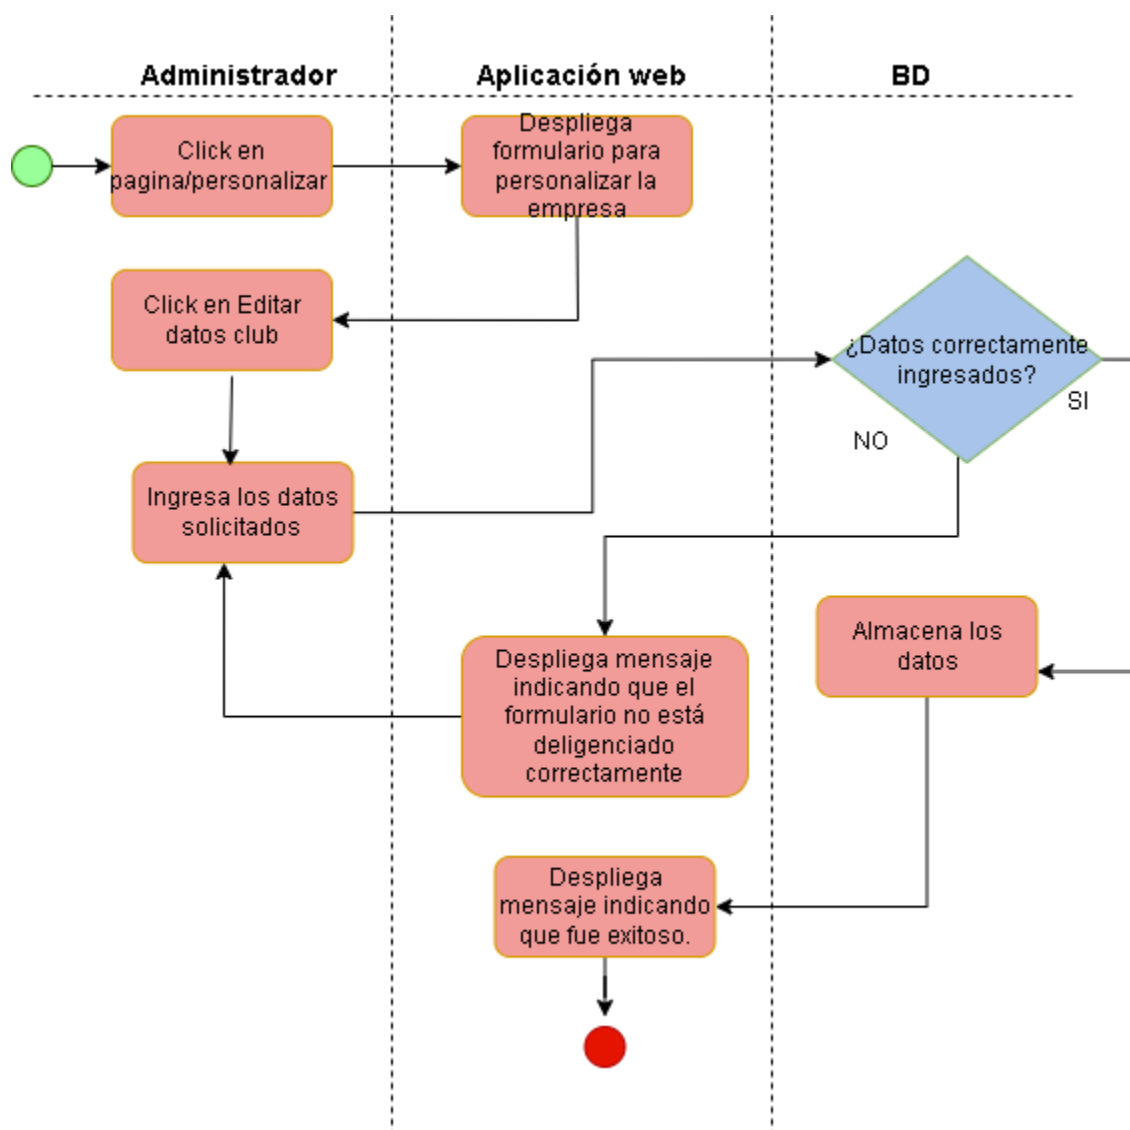 Administrador
Aplicación web
BD
Click en
pagina/personalizar
Despliega
formulario para
personalizar la
empresa
Click en Editar
datos club
¿Datos correctamente
ingresados?
SI
NO
Ingresa los datos
solicitados
Almacena los
datos
Despliega mensaje
indicando que el
formulario no está
deligenciado
correctamente
Despliega
mensaje indicando
que fue exitoso.